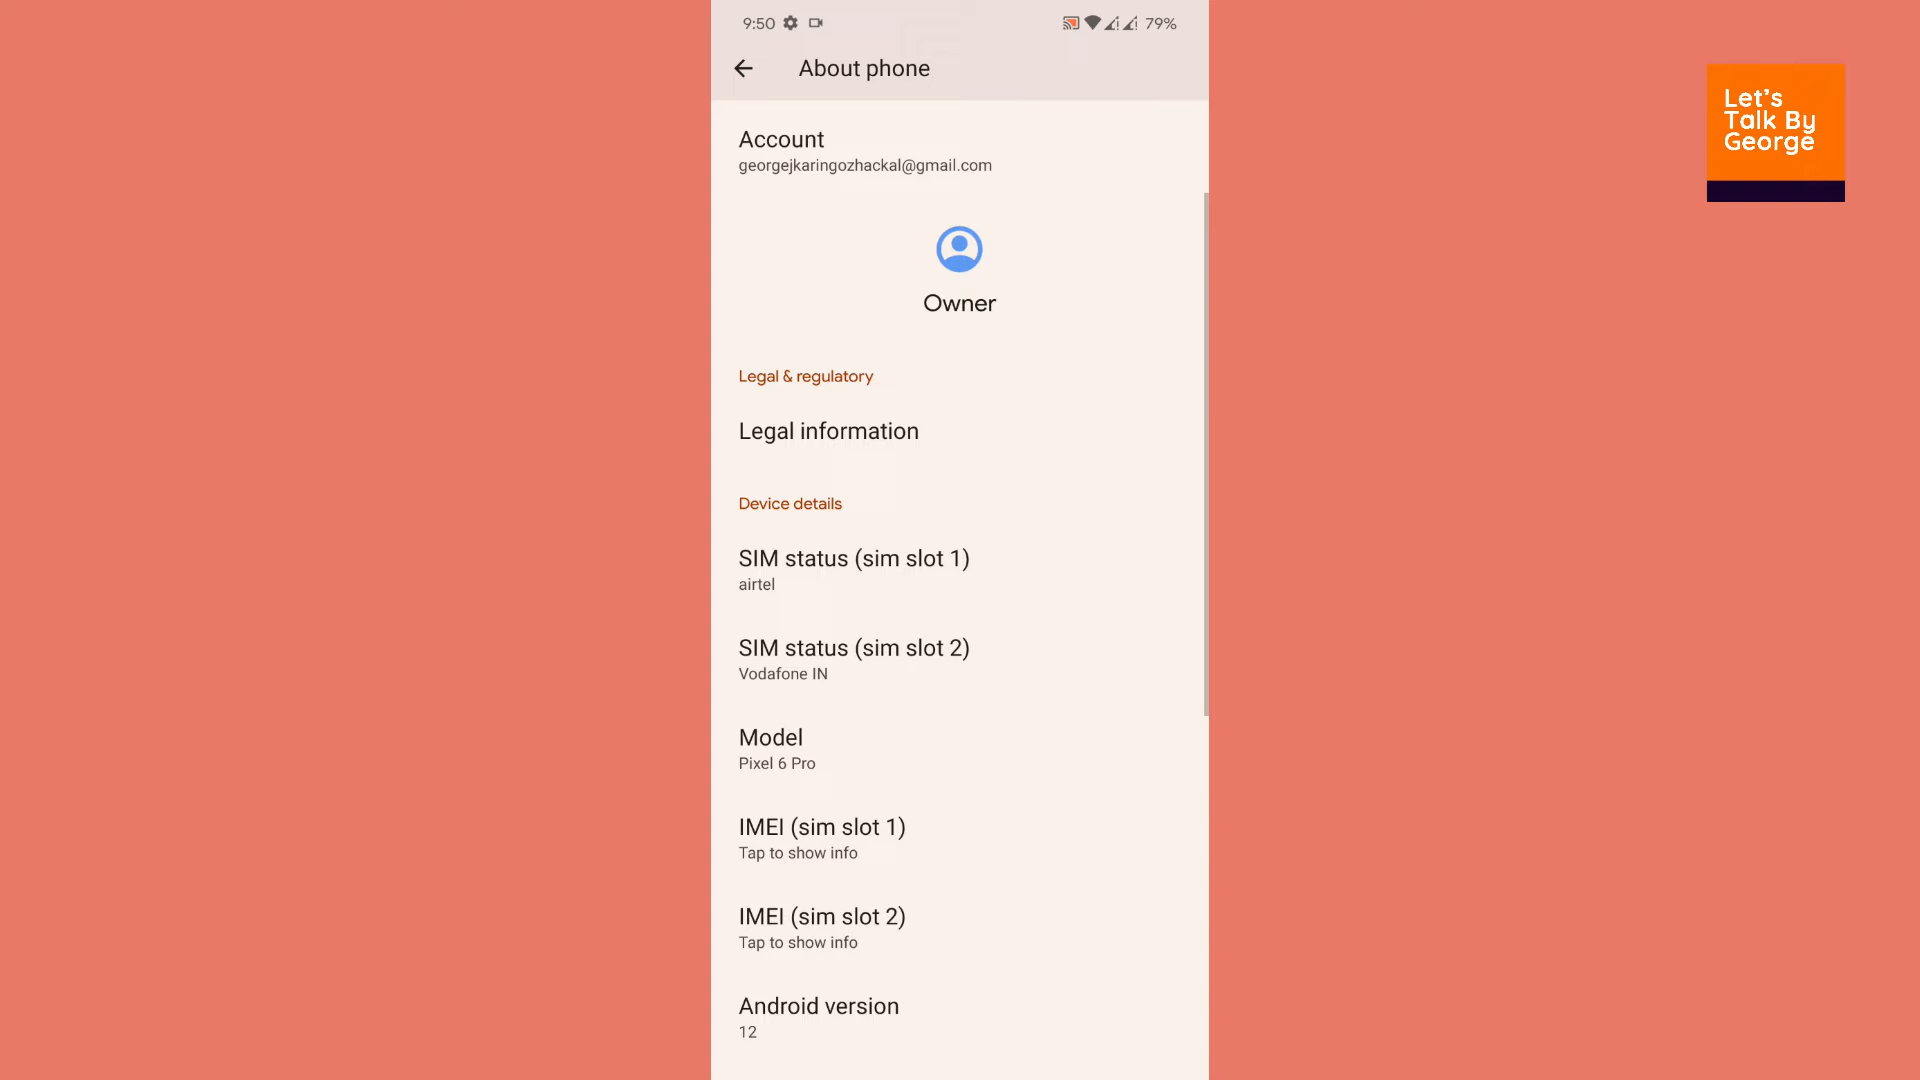 9:50
79%
About phone
Let's
Talk By
George
Account
georgejkaringozhackal@gmail.com
Owner
Legal & regulatory
Legal information
Device details
SIM status (sim slot 1)
airtel
SIM status (sim slot 2)
Vodafone IN
Model
Pixel 6 Pro
IMEI (sim slot 1)
Tap to show info
IMEI (sim slot 2)
Tap to show info
Android version
12